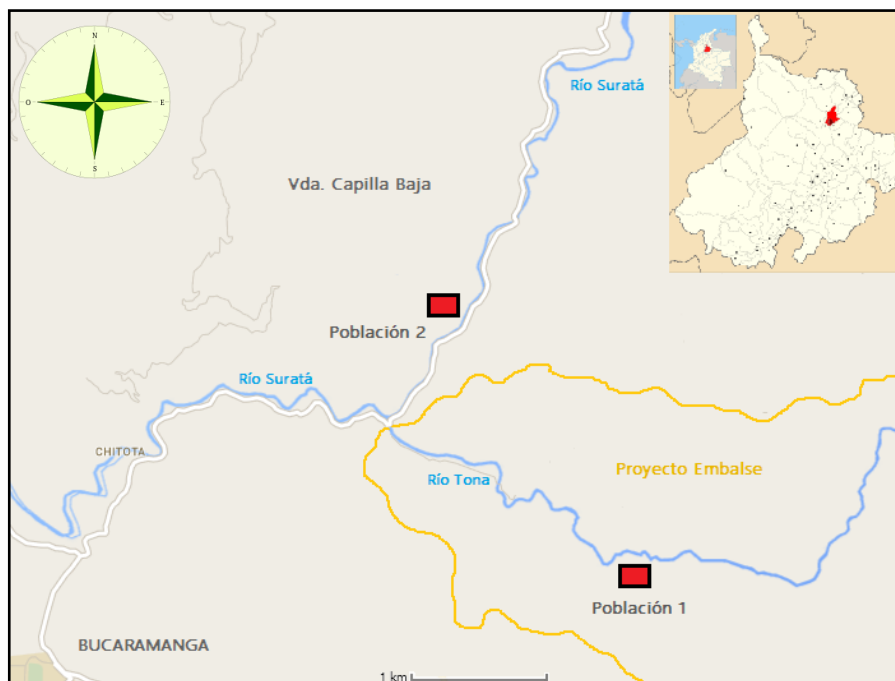 N
O
E
S
Río Suratá
Vda. Capilla Baja
Población 2
Río Suratá
CHITOTA
Río Tona
Proyecto Embalse
Población 1
BUCARAMANGA
1 km